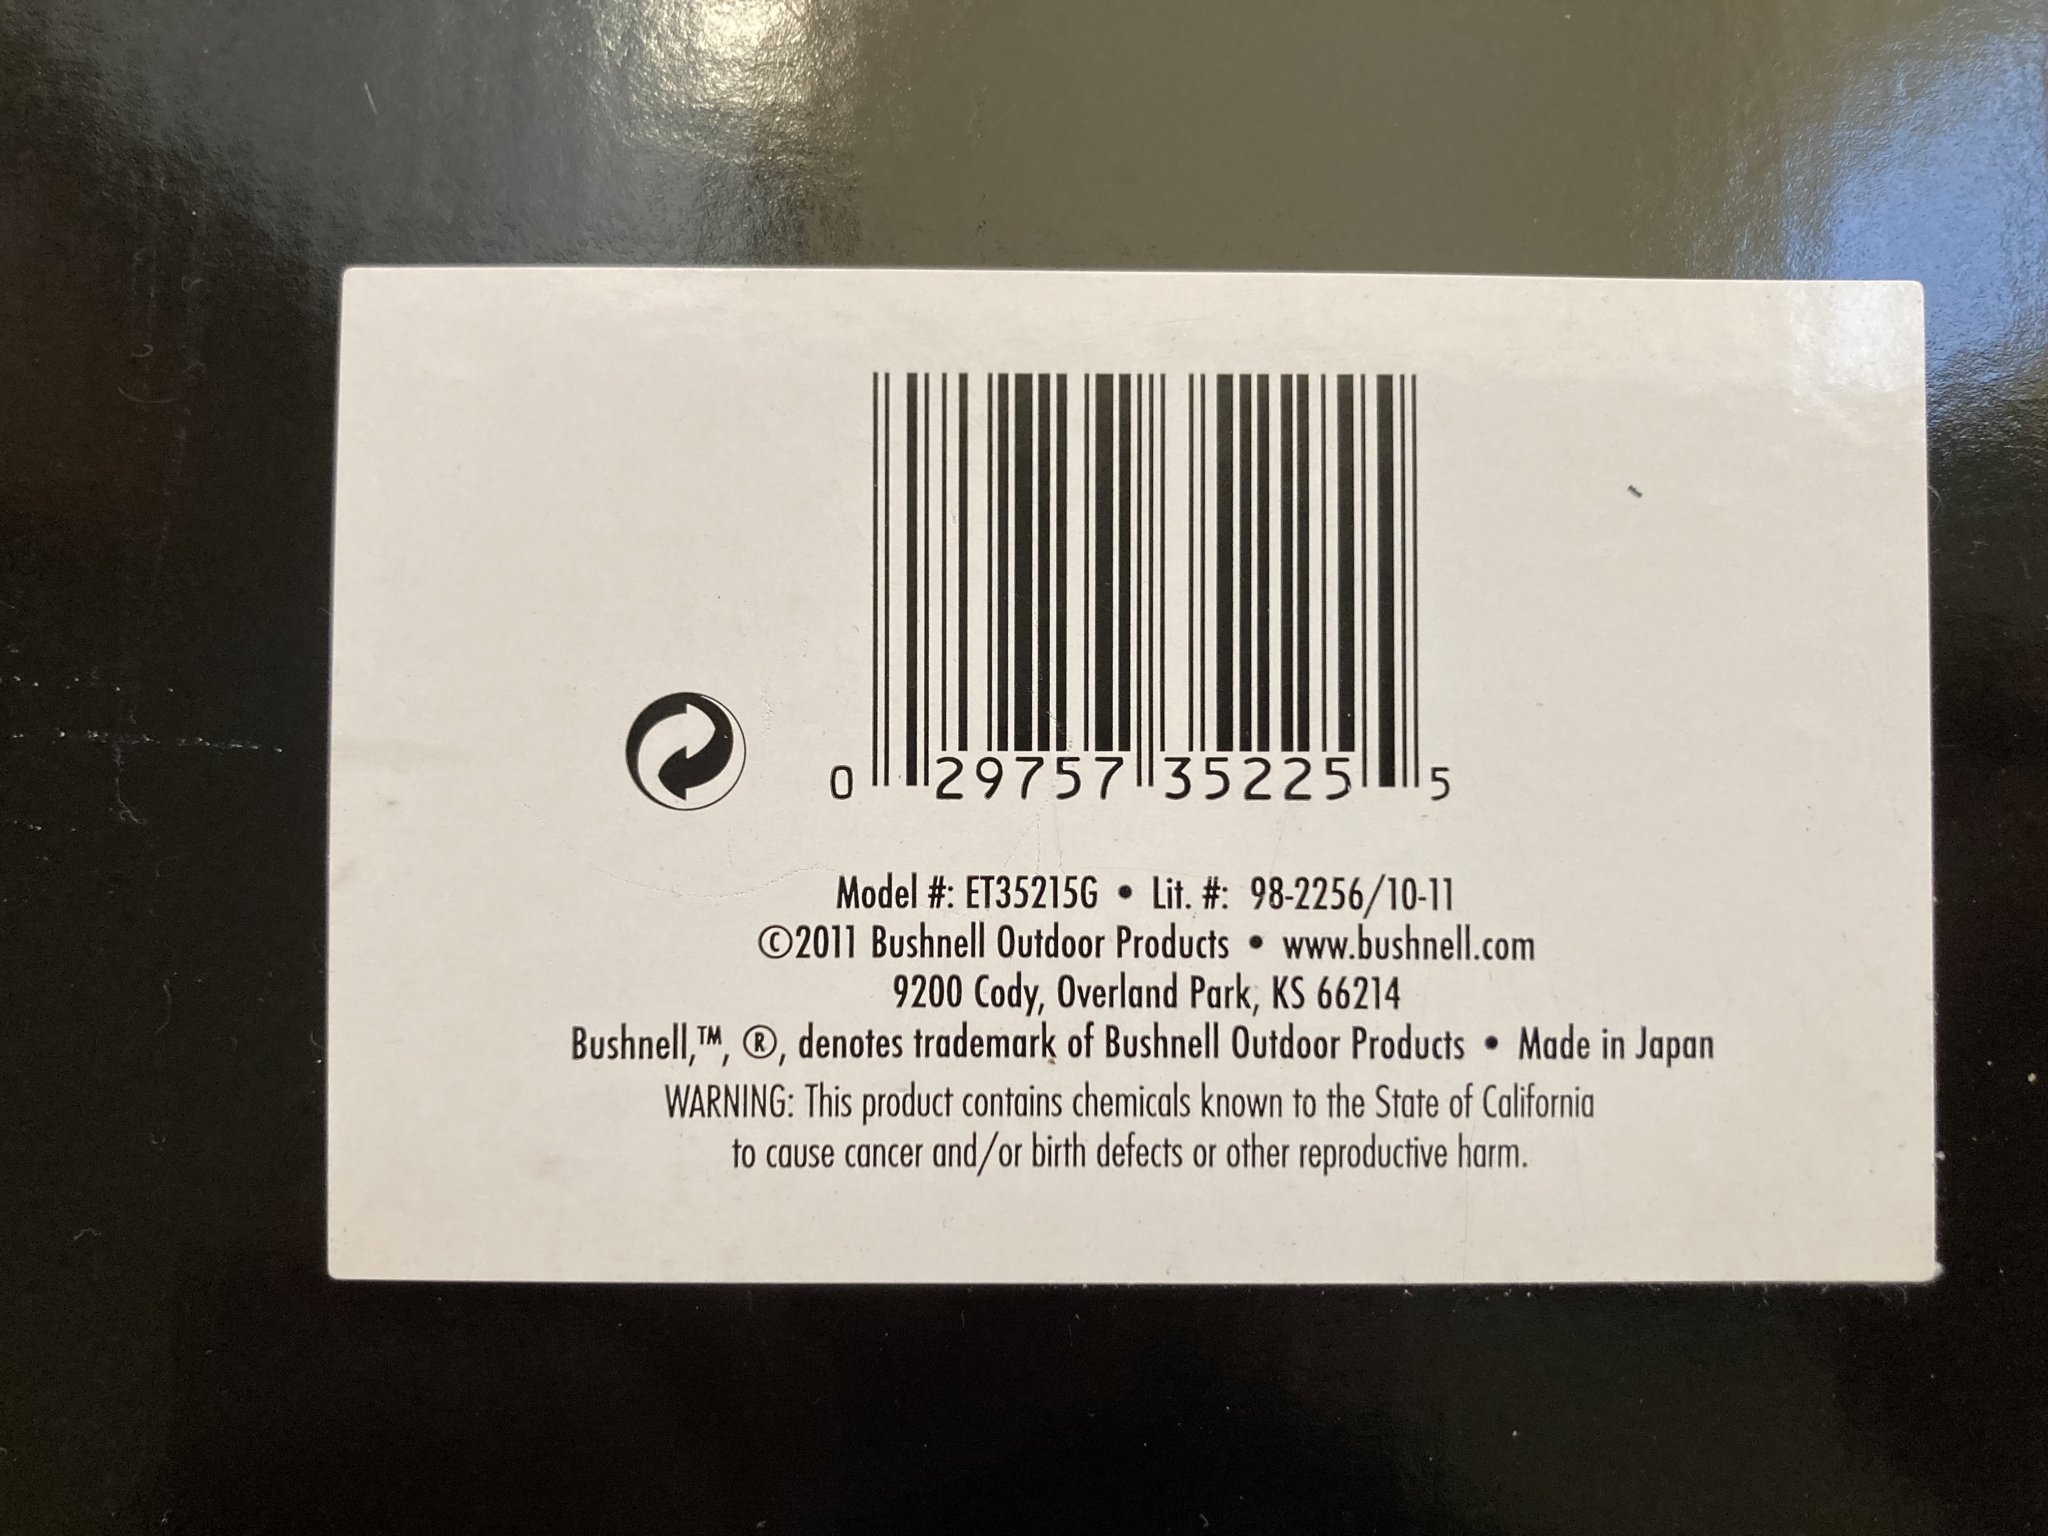 0 29757 35225 5
Model #: ET35215G • Lit. #: 98-2256/10-11
©2011 Bushnell Outdoor Products • www.bushnell.com
9200 Cody, Overland Park, KS 66214
Bushnell,™, ®, denotes trademark of Bushnell Outdoor Products • Made in Japan
WARNING: This product contains chemicals known to the State of California
to cause cancer and/or birth defects or other reproductive harm.